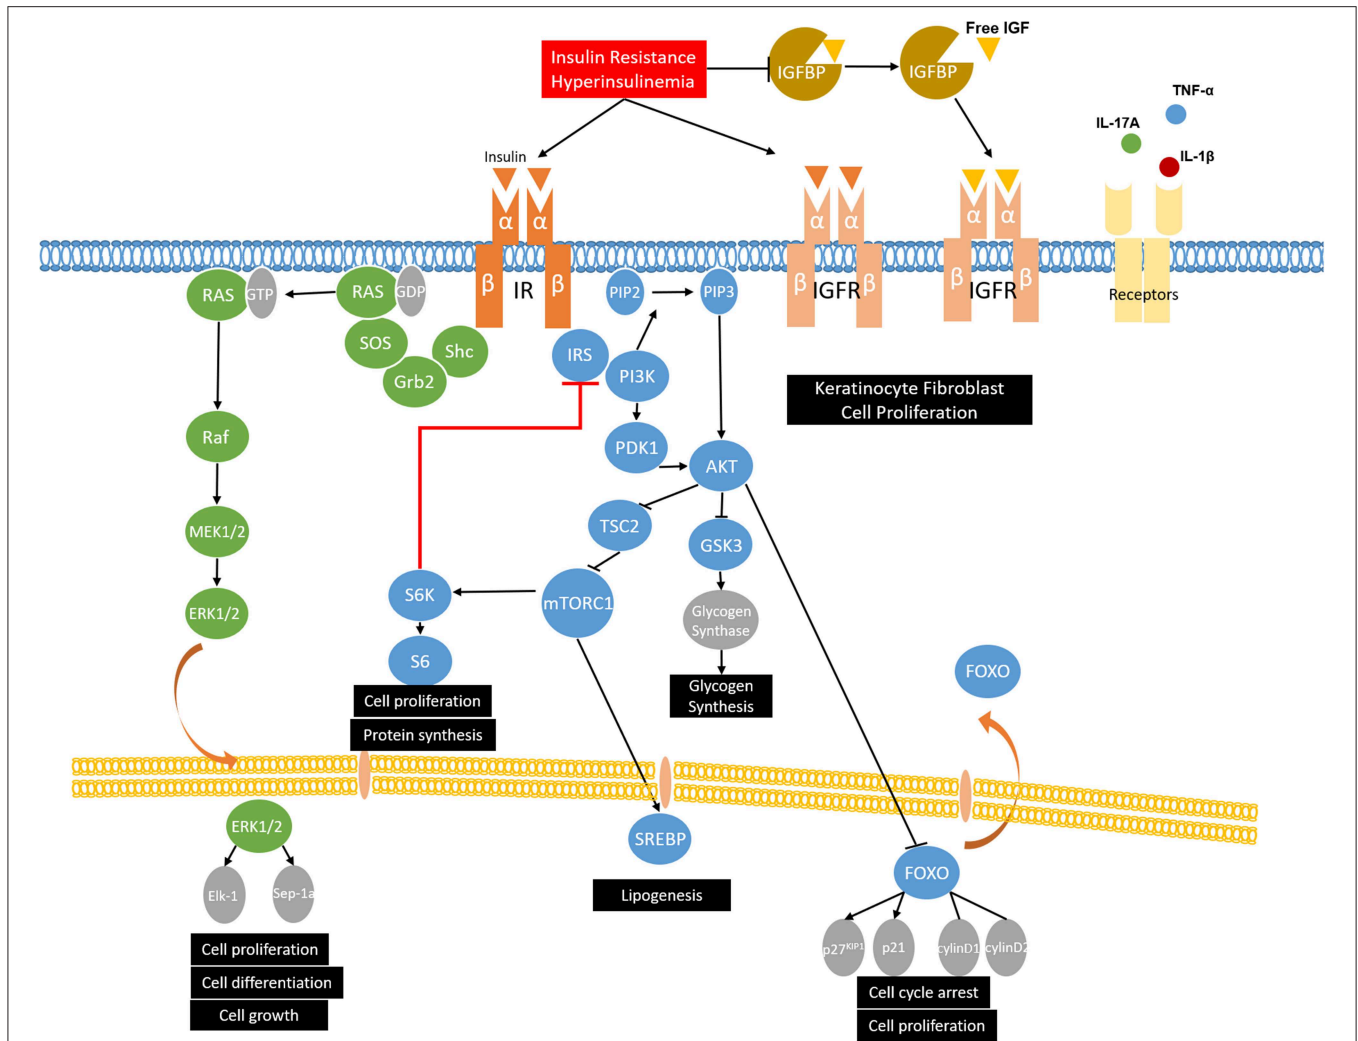 Free IGF
Insulin Resistance
Hyperinsulinemia
IGFBP
IGFBP
TNF-α
IL-17A
IL-1β
Insulin
α
α
α
α
α
α
β
β
IR
β
β
IGFR
β
β
IGFR
Receptors
RAS
GTP
RAS
GDP
PIP2
PIP3
SOS
Shc
Grb2
IRS
PI3K
Keratinocyte Fibroblast
Cell Proliferation
Raf
PDK1
AKT
MEK1/2
TSC2
GSK3
ERK1/2
S6K
mTORC1
Glycogen
Synthase
S6
FOXO
Cell proliferation
Protein synthesis
Glycogen
Synthesis
ERK1/2
SREBP
Elk-1
Sep-1a
Lipogenesis
FOXO
p27KIP1
p21
cylinD1
cylinD2
Cell proliferation
Cell differentiation
Cell growth
Cell cycle arrest
Cell proliferation